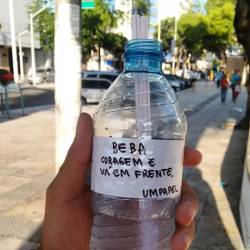 BEBA
CORAGEM E
VÁ EM FRENTE,
UMPAPEL